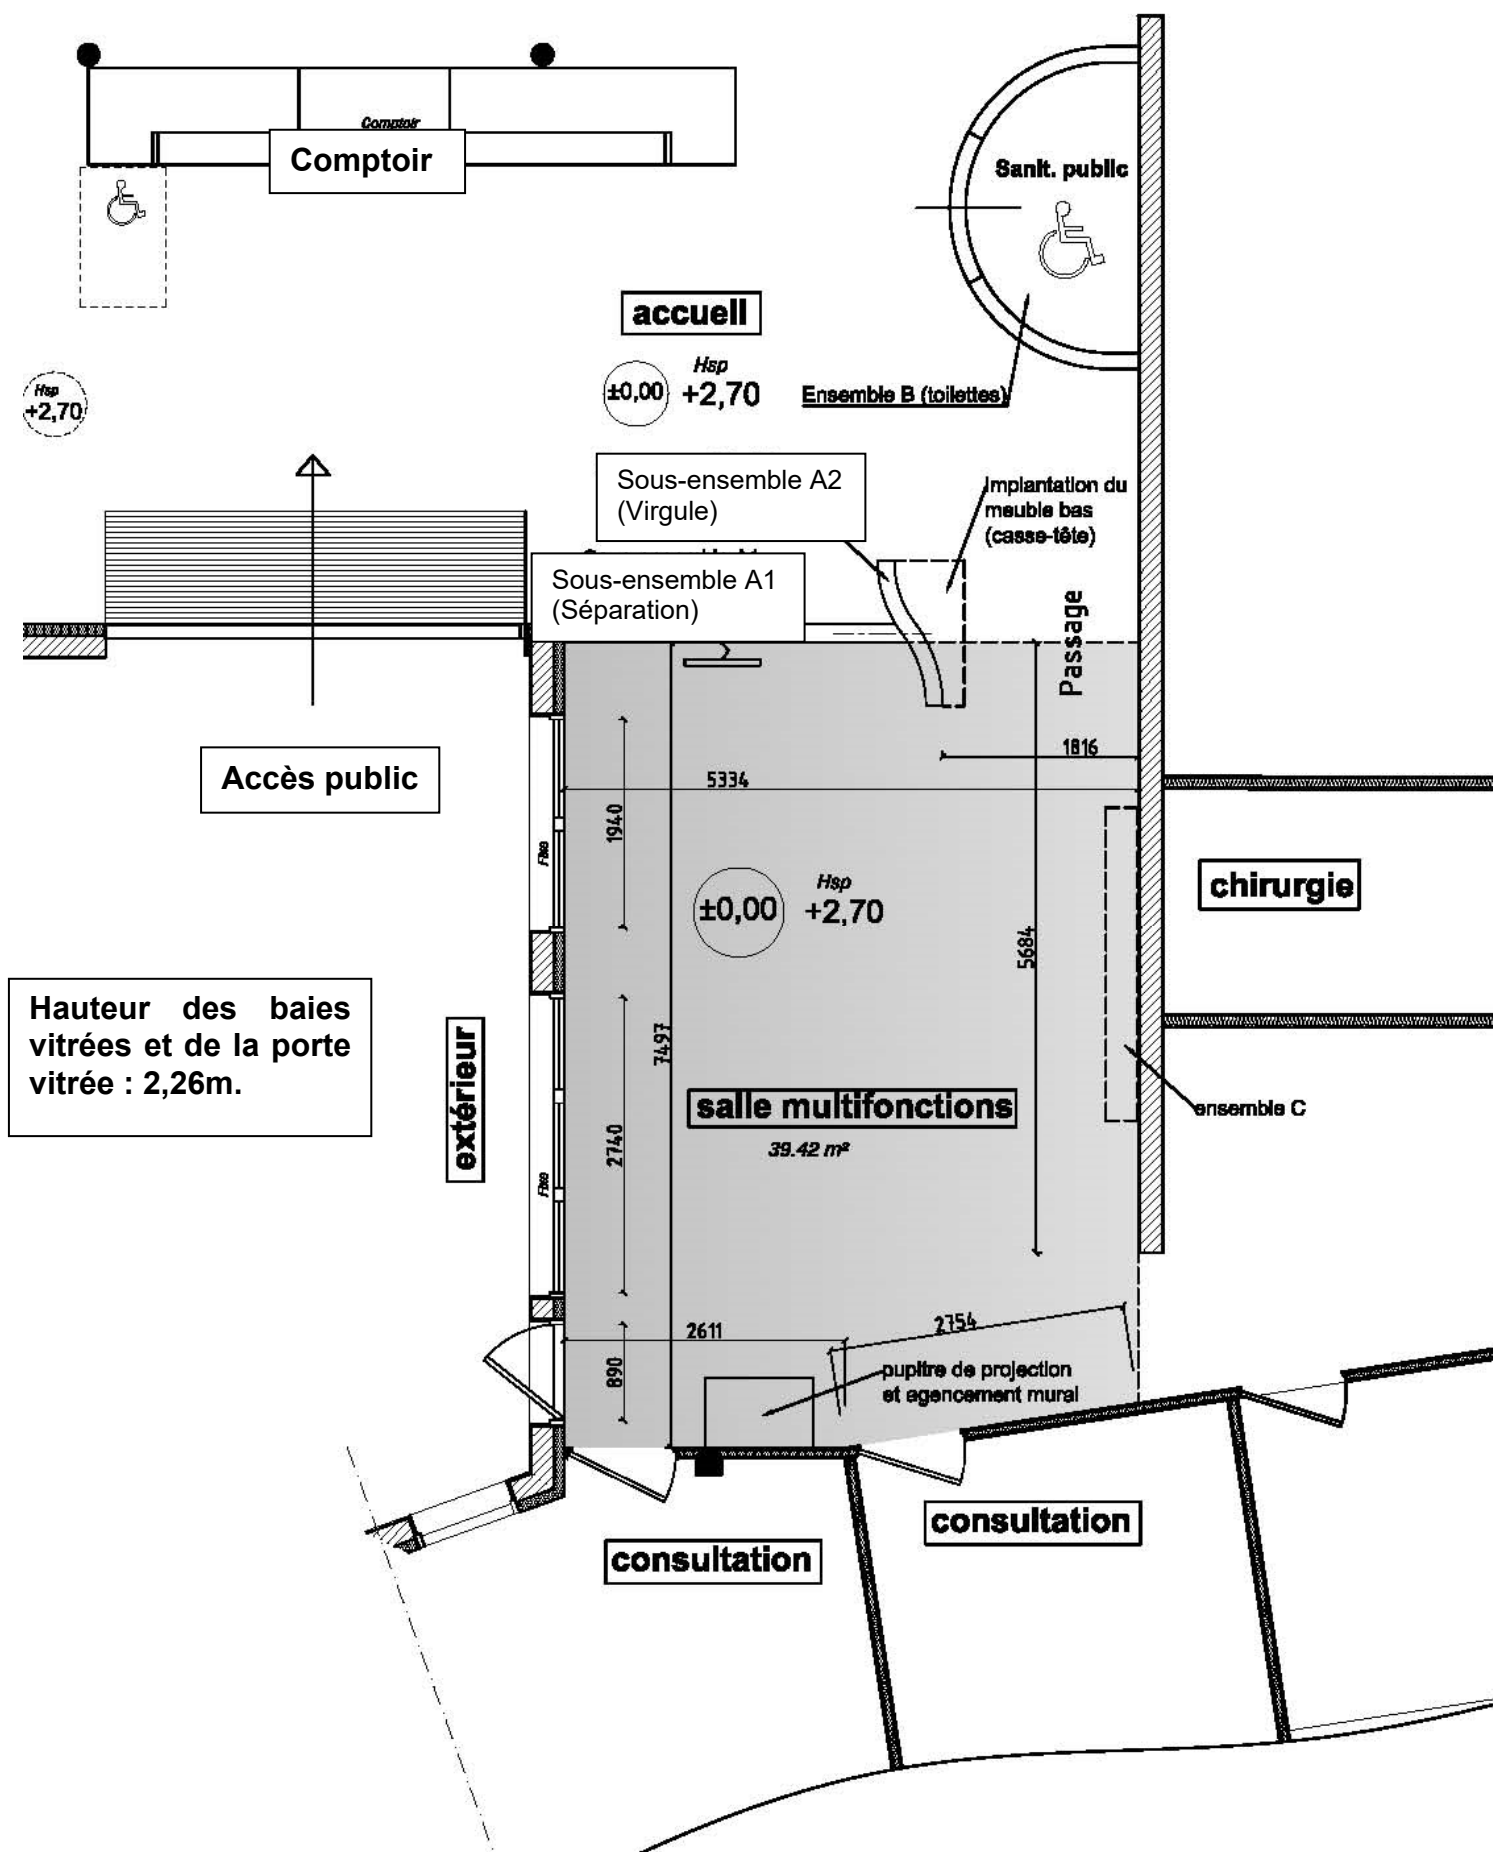 Comptoir
Comptoir
Sanit. public
accueil
Hsp
±0,00 +2,70
Hsp
+2,70
Ensemble B (toilettes)
Sous-ensemble A2
(Virgule)
Implantation du
meuble bas
(casse-tête)
Sous-ensemble A1
(Séparation)
Passage
1816
Accès public
5334
1940
Fixe
Hsp
±0,00 +2,70
chirurgie
5684
Hauteur des baies
vitrées et de la porte
vitrée : 2,26m.
extérieur
7497
salle multifonctions
39.42 m²
ensemble C
2740
Fixe
2611
2754
890
pupitre de projection
et agencement mural
consultation
consultation